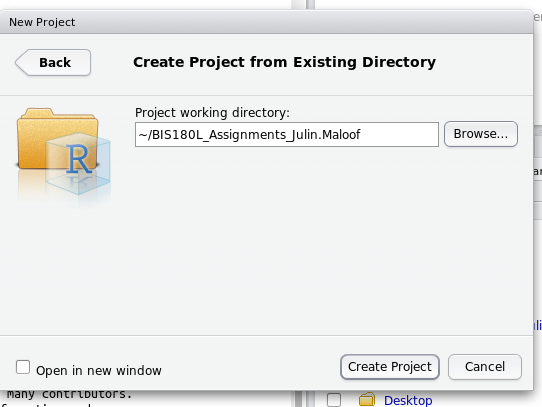 New Project
Back
Create Project from Existing Directory
Project working directory:
~/BIS180L_Assignments_Julin.Maloof
Browse...
R
Open in new window
Create Project
Cancel
many contributors.
Desktop